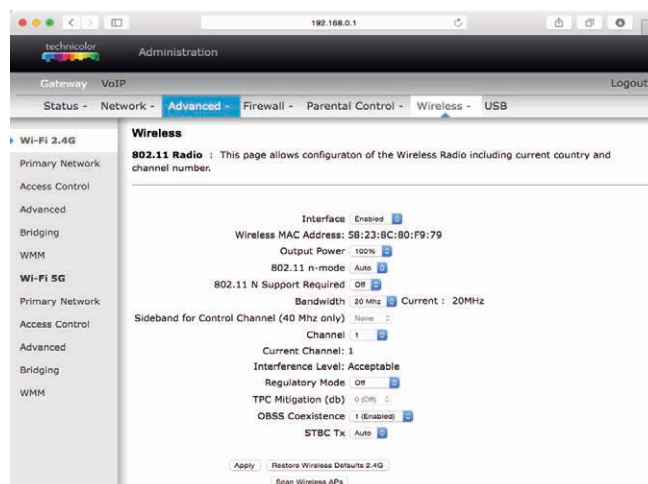 192.168.0.1
technicolor
Administration
Gateway VoIP Logout
Status - Network - Advanced - Firewall - Parental Control - Wireless - USB
Wi-Fi 2.4G
Primary Network
Access Control
Advanced
Bridging
WMM
Wi-Fi 5G
Primary Network
Access Control
Advanced
Bridging
WMM
Wireless
802.11 Radio : This page allows configuraton of the Wireless Radio including current country and
channel number.
Interface Enabled
Wireless MAC Address: 58:23:8C:80:F9:79
Output Power 100%
802.11 n-mode Auto
802.11 N Support Required Off
Bandwidth 20 Mhz Current : 20MHz
Sideband for Control Channel (40 Mhz only) None
Channel 1
Current Channel: 1
Interference Level: Acceptable
Regulatory Mode Off
TPC Mitigation (db) 0 (Off)
OBSS Coexistence 1 (Enabled)
STBC Tx Auto
Apply Restore Wireless Defaults 2.4G
Scan Wireless APs